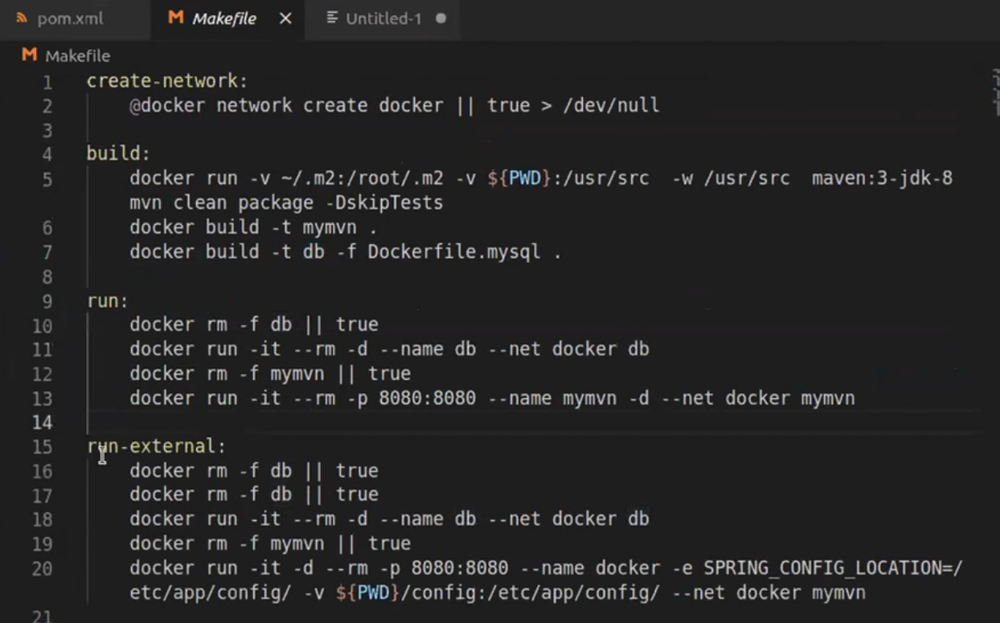 pom.xml Makefile Untitled-1
Makefile
1 create-network:
2 @docker network create docker || true > /dev/null
3
4 build:
5 docker run -v ~/.m2:/root/.m2 -v ${PWD}:/usr/src -w /usr/src maven:3-jdk-8
mvn clean package -DskipTests
6 docker build -t mymvn .
7 docker build -t db -f Dockerfile.mysql .
8
9 run:
10 docker rm -f db || true
11 docker run -it --rm -d --name db --net docker db
12 docker rm -f mymvn || true
13 docker run -it --rm -p 8080:8080 --name mymvn -d --net docker mymvn
14
15 run-external:
16 docker rm -f db || true
17 docker rm -f db || true
18 docker run -it --rm -d --name db --net docker db
19 docker rm -f mymvn || true
20 docker run -it -d --rm -p 8080:8080 --name docker -e SPRING_CONFIG_LOCATION=/
etc/app/config/ -v ${PWD}/config:/etc/app/config/ --net docker mymvn
21